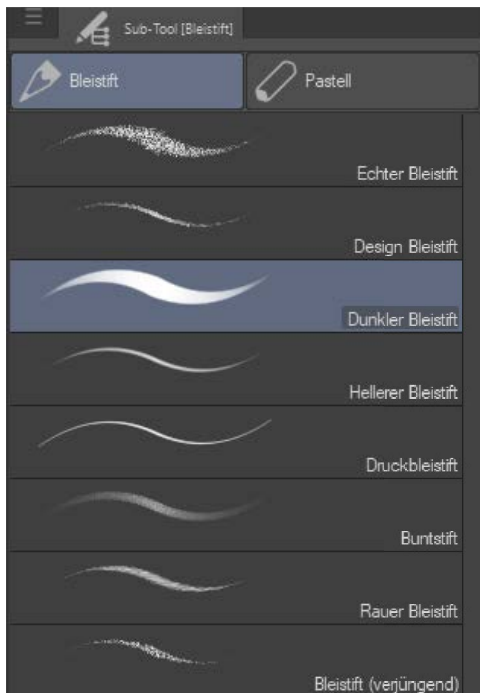 Sub-Tool [Bleistift]
Bleistift
Pastell
Echter Bleistift
Design Bleistift
Dunkler Bleistift
Hellerer Bleistift
Druckbleistift
Buntstift
Rauer Bleistift
Bleistift (verjüngend)